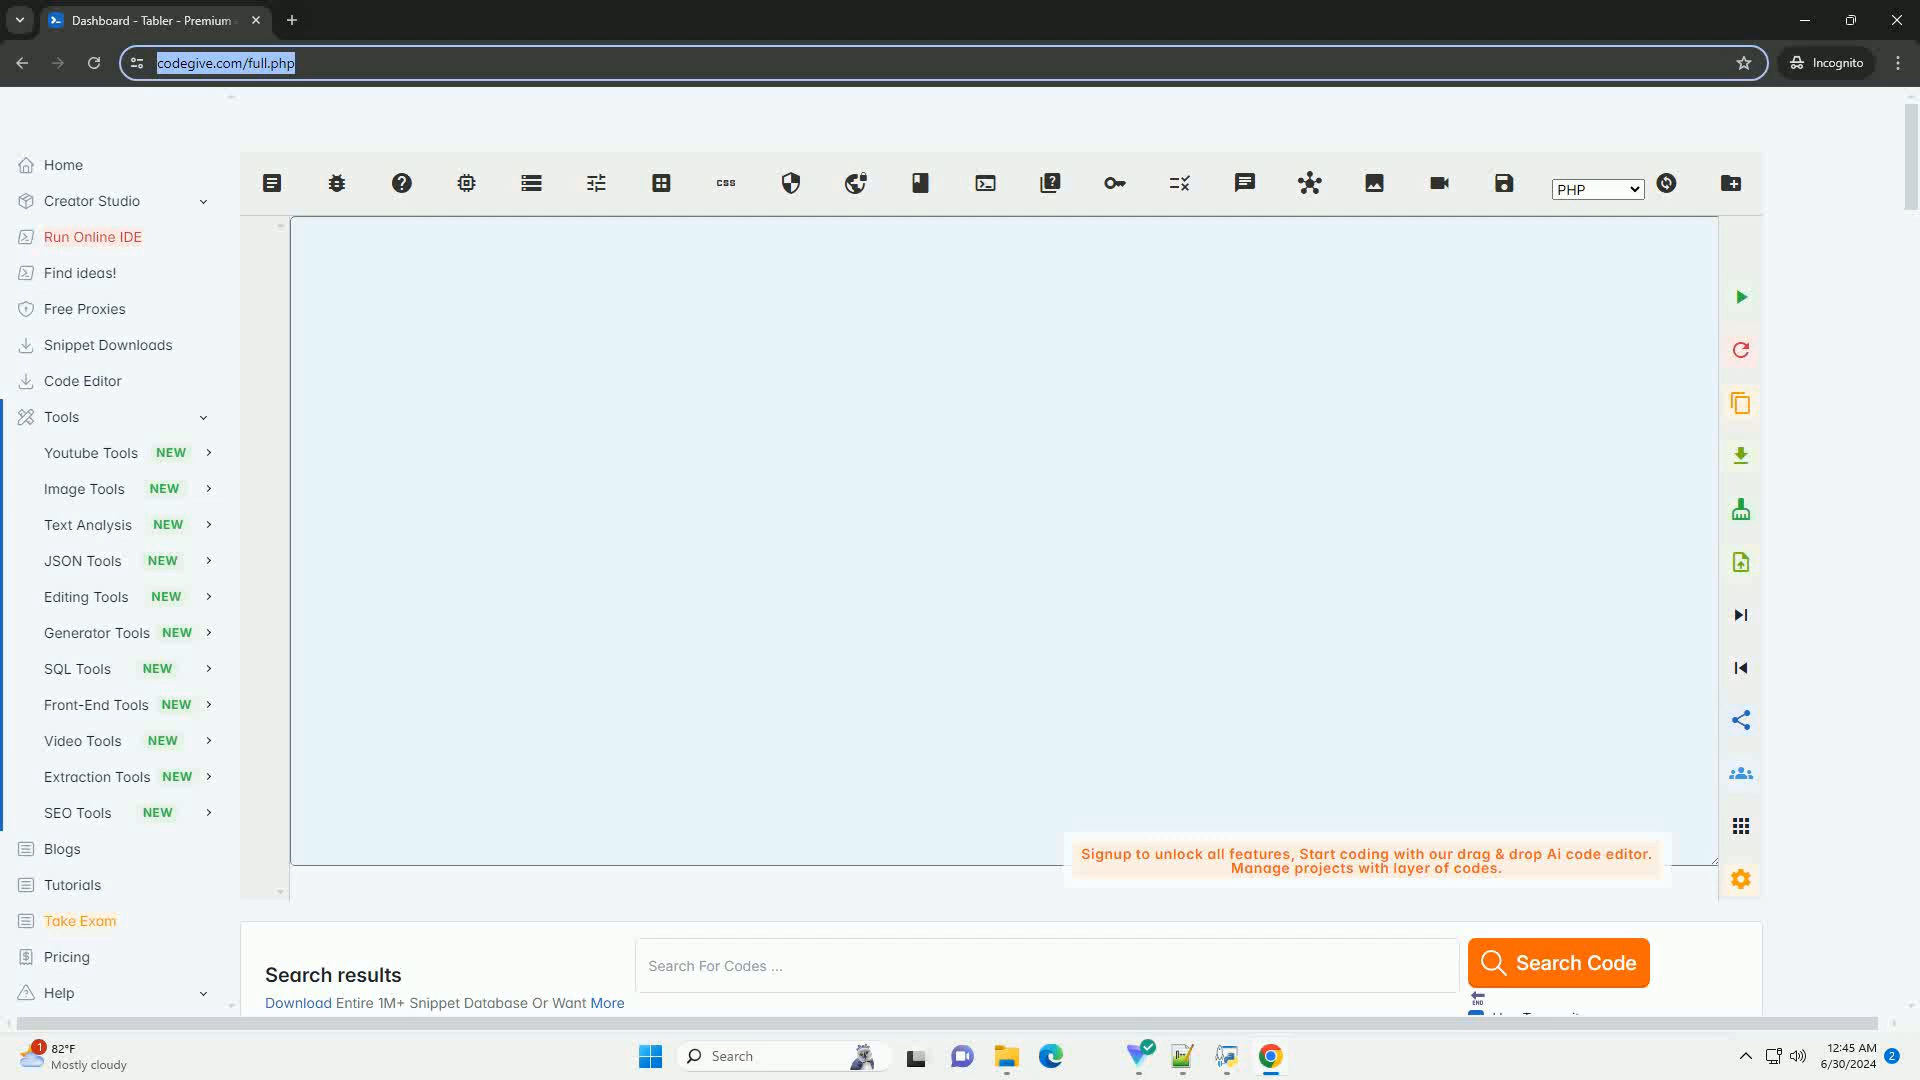 Dashboard - Tabler - Premium
codegive.com/full.php
Incognito
Home
Creator Studio
Run Online IDE
Find ideas!
Free Proxies
Snippet Downloads
Code Editor
Tools
Youtube Tools NEW
Image Tools NEW
Text Analysis NEW
JSON Tools NEW
Editing Tools NEW
Generator Tools NEW
SQL Tools NEW
Front-End Tools NEW
Video Tools NEW
Extraction Tools NEW
SEO Tools NEW
Blogs
Tutorials
Take Exam
Pricing
Help
css
PHP
Signup to unlock all features, Start coding with our drag & drop Ai code editor.
Manage projects with layer of codes.
Search results
Download Entire 1M+ Snippet Database Or Want More
Search For Codes ...
Search Code
END
1
82°F
Mostly cloudy
Search
12:45 AM
6/30/2024
2